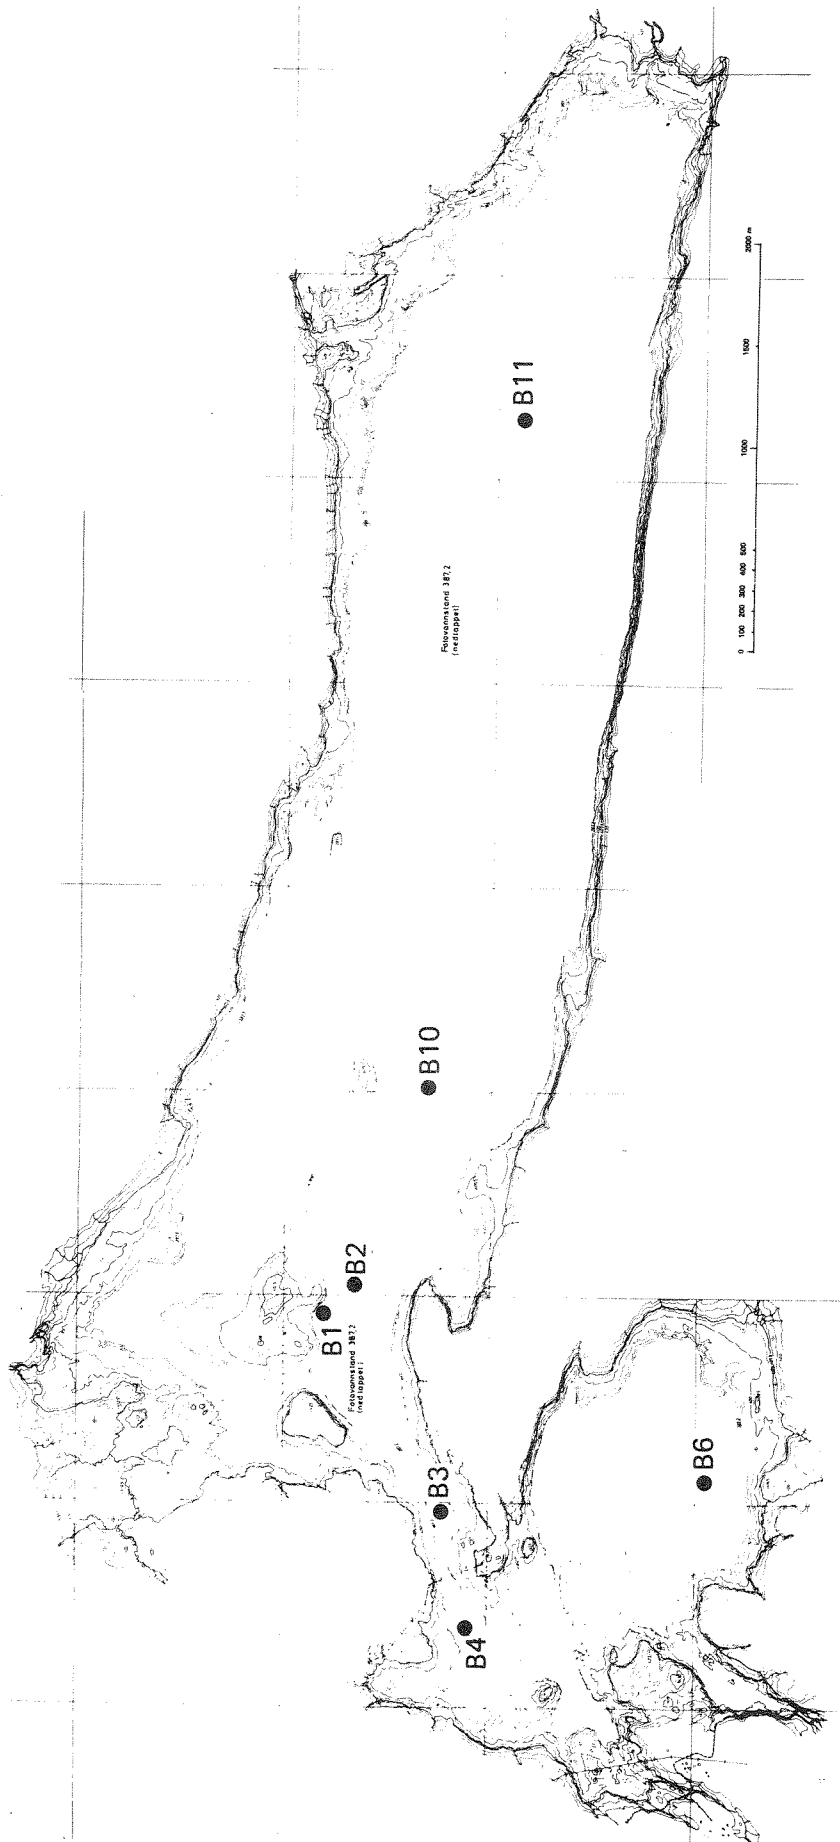 2000 m
1500
1000
500
400
300
200
100
0
B11
Fotovannstand 387,2
(nedtappet)
B10
B2
B1
Fotovannstand 387,2
(nedtappet)
B3
B6
B4